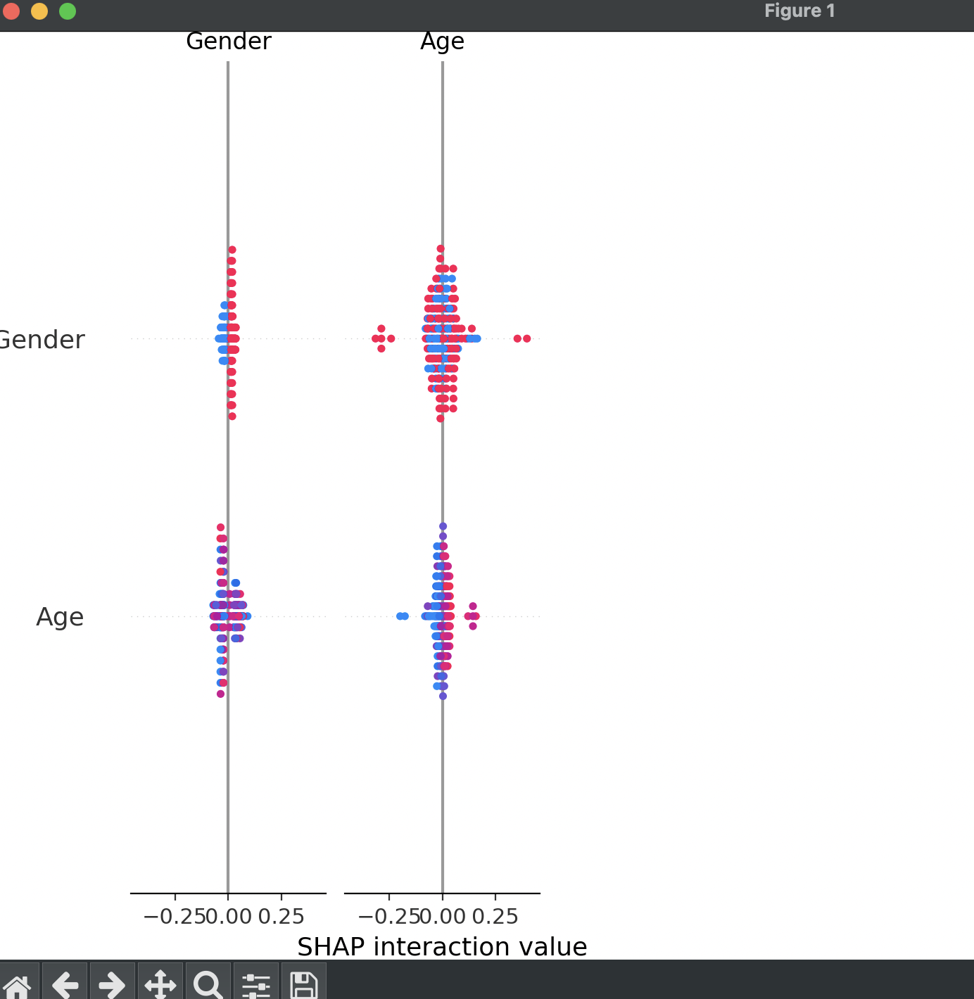 Figure 1
Gender Age
Gender
Age
−0.25 0.00 0.25 −0.25 0.00 0.25
SHAP interaction value